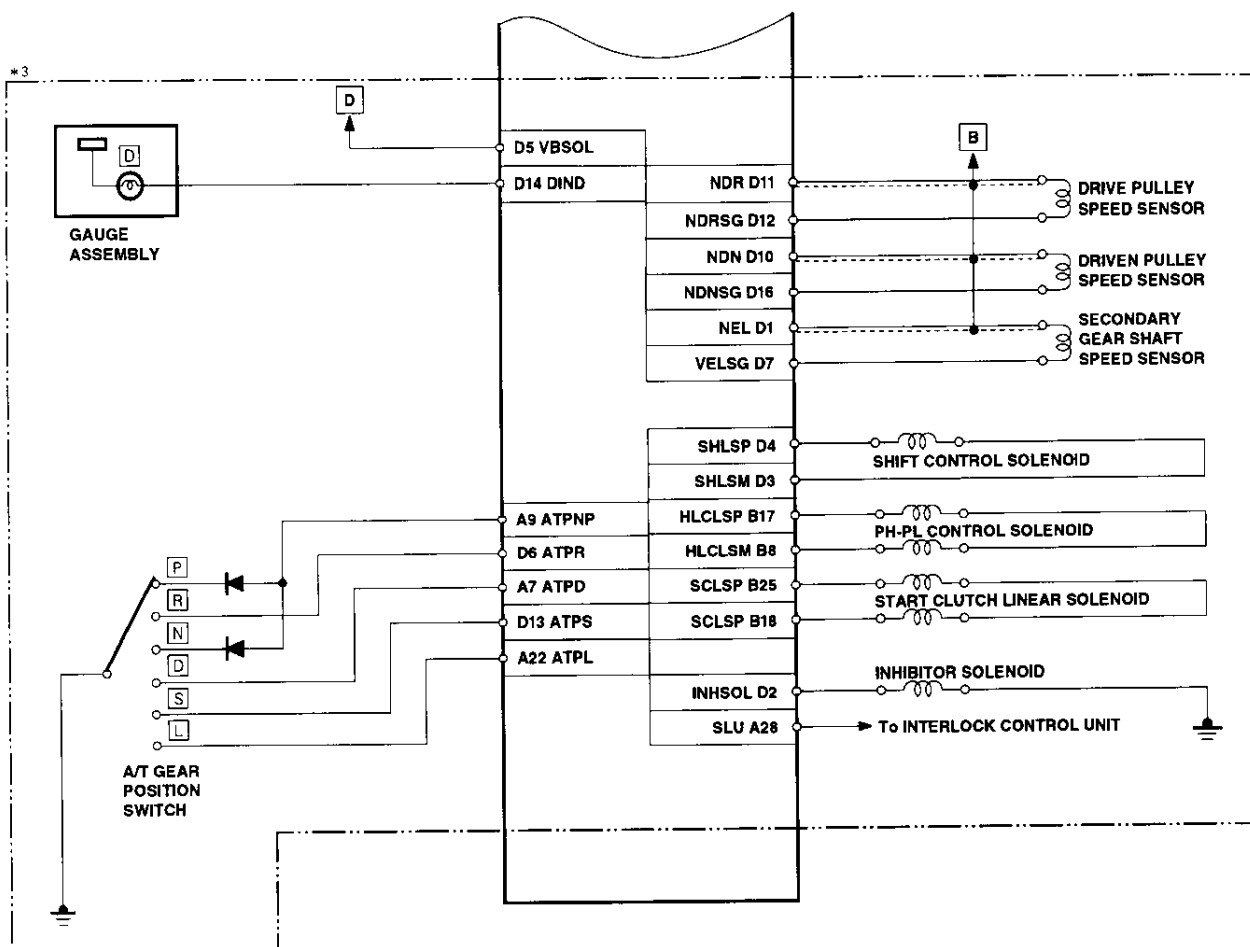 *3
D
B
D
GAUGE
ASSEMBLY
D5 VBSOL
D14 DIND
NDR D11
NDRSG D12
NDN D10
NDNSG D16
NEL D1
VELSG D7
DRIVE PULLEY
SPEED SENSOR
DRIVEN PULLEY
SPEED SENSOR
SECONDARY
GEAR SHAFT
SPEED SENSOR
SHLSP D4
SHLSM D3
SHIFT CONTROL SOLENOID
A9 ATPNP
HLCLSP B17
PH-PL CONTROL SOLENOID
D6 ATPR
HLCLSM B8
A7 ATPD
SCLSP B25
START CLUTCH LINEAR SOLENOID
D13 ATPS
SCLSP B18
A22 ATPL
INHIBITOR SOLENOID
INHSOL D2
SLU A28
To INTERLOCK CONTROL UNIT
P
R
N
D
S
L
A/T GEAR
POSITION
SWITCH